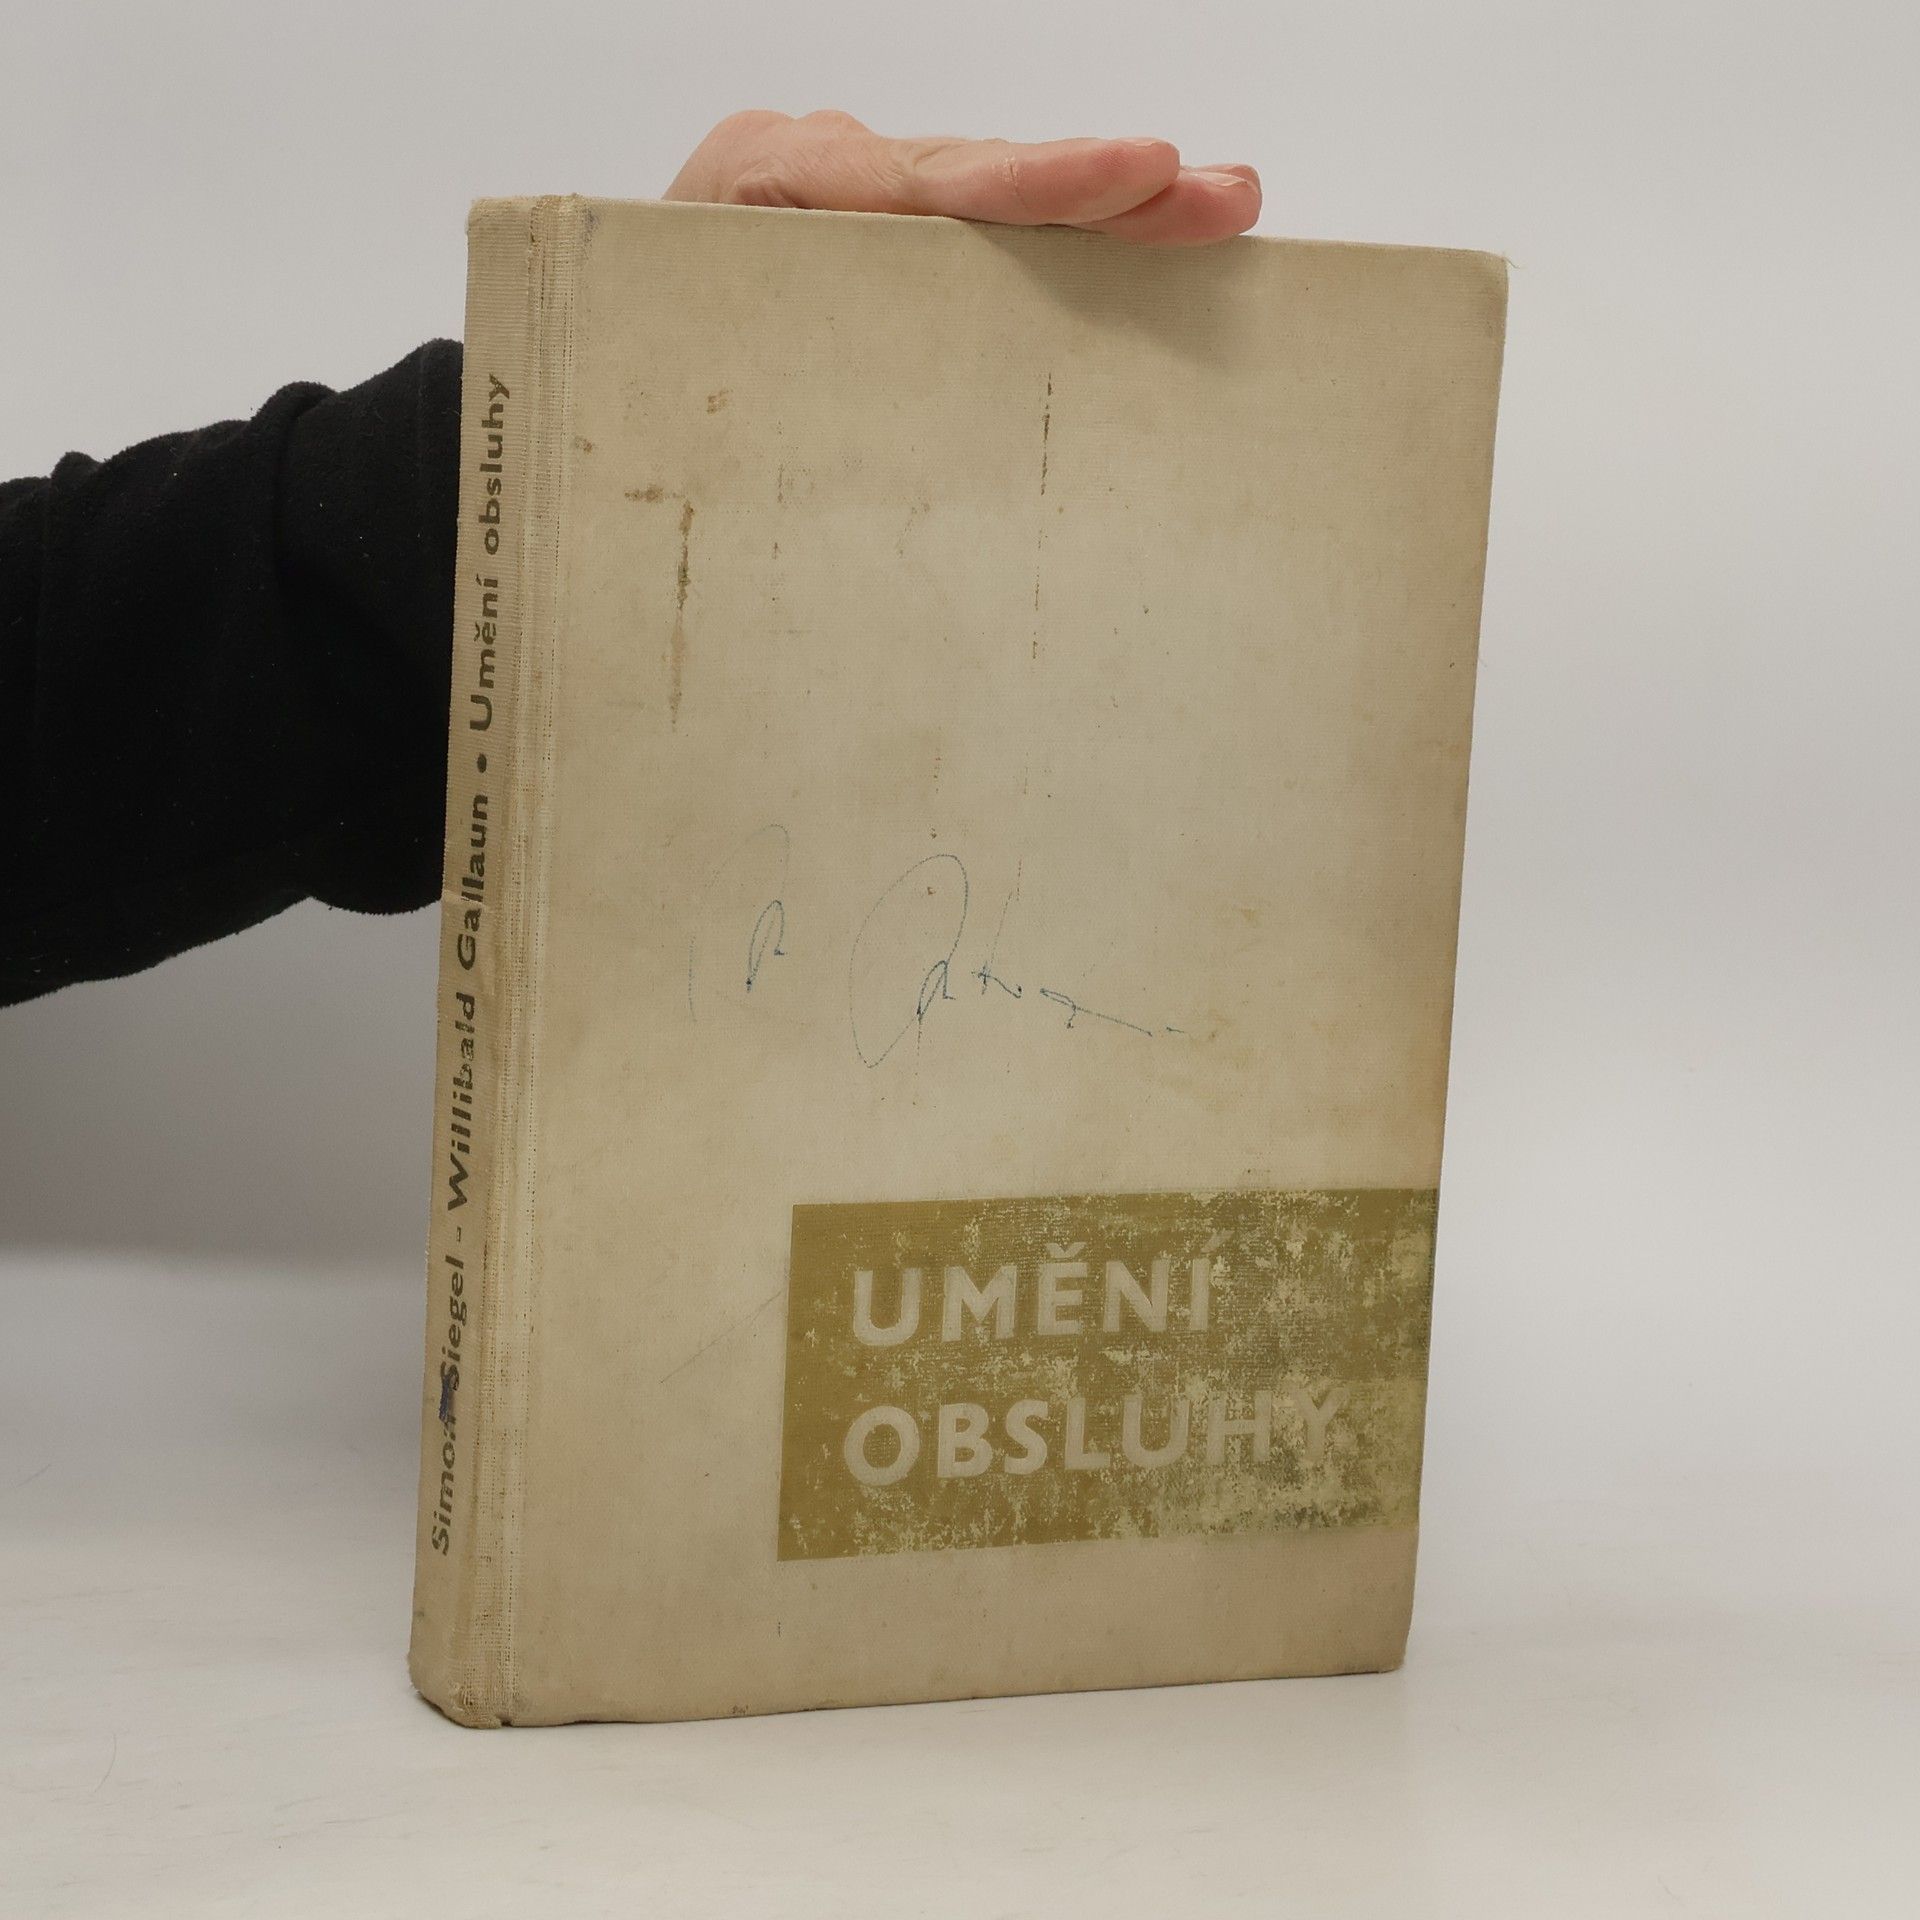 Simon Siegel - Willibald Gallaun • Umění obsluhy
UMĚNÍ
OBSLUHY